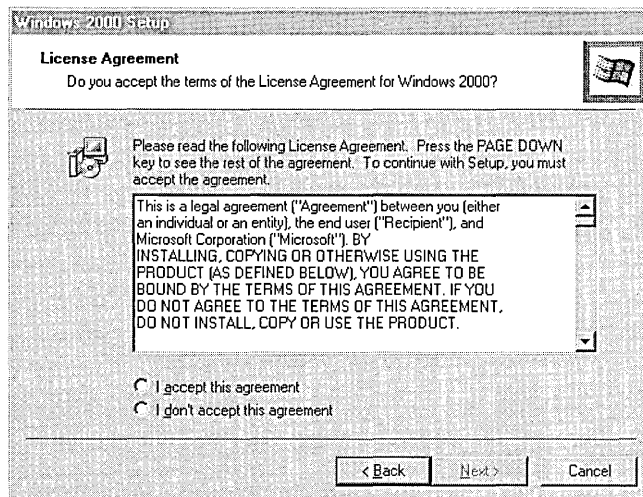 Windows 2000 Setup
License Agreement
Do you accept the terms of the License Agreement for Windows 2000?
Please read the following License Agreement. Press the PAGE DOWN
key to see the rest of the agreement. To continue with Setup, you must
accept the agreement.
This is a legal agreement ("Agreement") between you (either
an individual or an entity), the end user ("Recipient"), and
Microsoft Corporation ("Microsoft"). BY
INSTALLING, COPYING OR OTHERWISE USING THE
PRODUCT (AS DEFINED BELOW), YOU AGREE TO BE
BOUND BY THE TERMS OF THIS AGREEMENT. IF YOU
DO NOT AGREE TO THE TERMS OF THIS AGREEMENT,
DO NOT INSTALL, COPY OR USE THE PRODUCT.
I accept this agreement
I don't accept this agreement
< Back Next > Cancel